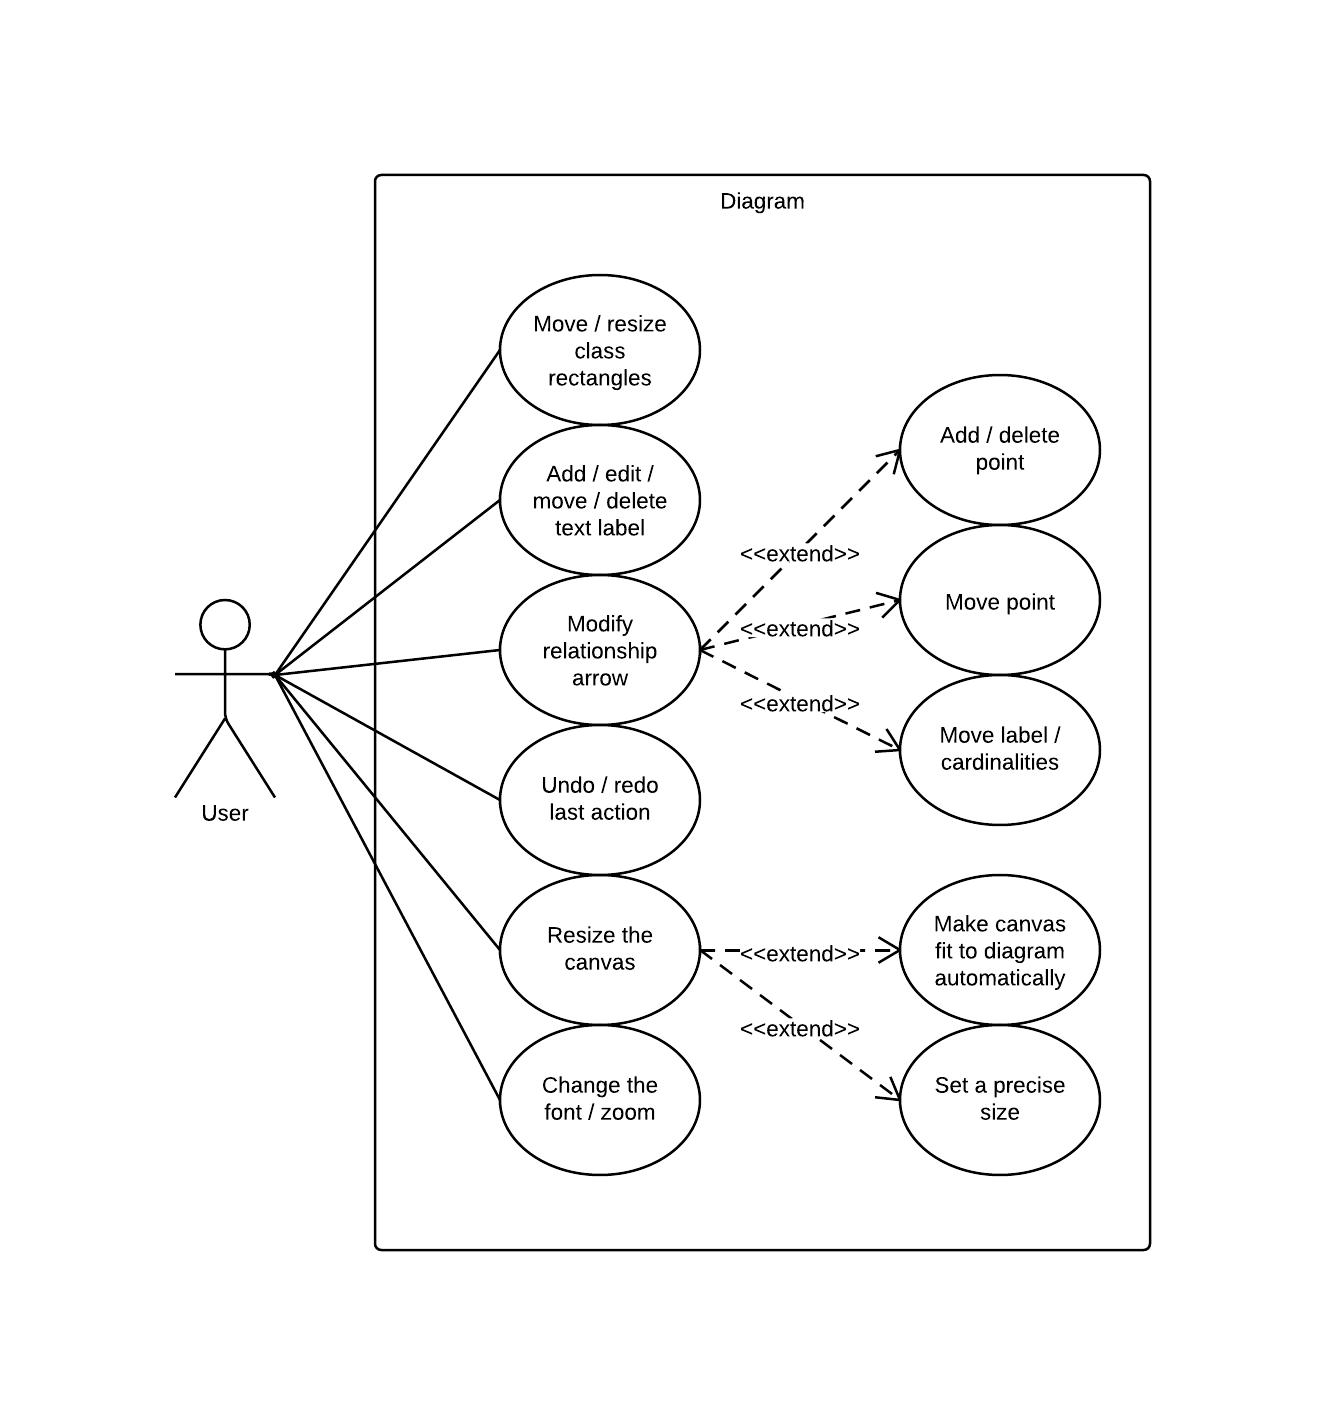 Diagram
Move / resize
class
rectangles
Add / edit /
move / delete
text label
Modify
relationship
arrow
Undo / redo
last action
Resize the
canvas
Change the
font / zoom
<<extend>>
<<extend>>
<<extend>>
<<extend>>
<<extend>>
Add / delete
point
Move point
Move label /
cardinalities
Make canvas
fit to diagram
automatically
Set a precise
size
User